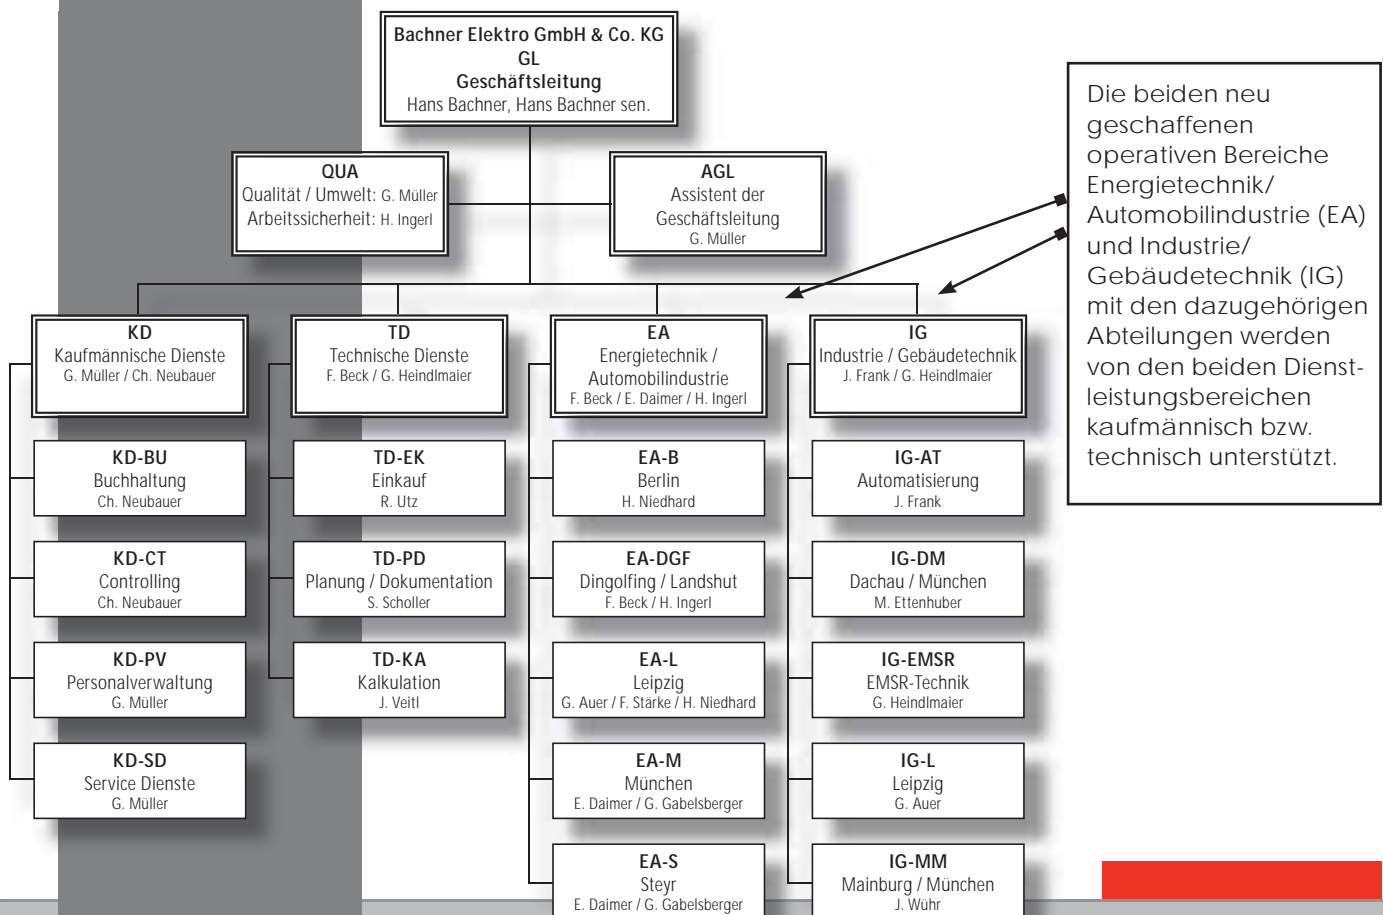 Bachner Elektro GmbH & Co. KG
GL
Geschäftsleitung
Hans Bachner, Hans Bachner sen.
QUA
Qualität / Umwelt: G. Müller
Arbeitssicherheit: H. Ingerl
AGL
Assistent der
Geschäftsleitung
G. Müller
Die beiden neu
geschaffenen
operativen Bereiche
Energietechnik/
Automobilindustrie (EA)
und Industrie/
Gebäudetechnik (IG)
mit den dazugehörigen
Abteilungen werden
von den beiden Dienst-
leistungsbereichen
kaufmännisch bzw.
technisch unterstützt.
KD
Kaufmännische Dienste
G. Müller / Ch. Neubauer
KD-BU
Buchhaltung
Ch. Neubauer
KD-CT
Controlling
Ch. Neubauer
KD-PV
Personalverwaltung
G. Müller
KD-SD
Service Dienste
G. Müller
TD
Technische Dienste
F. Beck / G. Heindlmaier
TD-EK
Einkauf
R. Utz
TD-PD
Planung / Dokumentation
S. Scholler
TD-KA
Kalkulation
J. Veitl
EA
Energietechnik /
Automobilindustrie
F. Beck / E. Daimer / H. Ingerl
EA-B
Berlin
H. Niedhard
EA-DGF
Dingolfing / Landshut
F. Beck / H. Ingerl
EA-L
Leipzig
G. Auer / F. Stärke / H. Niedhard
EA-M
München
E. Daimer / G. Gabelsberger
EA-S
Steyr
E. Daimer / G. Gabelsberger
IG
Industrie / Gebäudetechnik
J. Frank / G. Heindlmaier
IG-AT
Automatisierung
J. Frank
IG-DM
Dachau / München
M. Ettenhuber
IG-EMSR
EMSR-Technik
G. Heindlmaier
IG-L
Leipzig
G. Auer
IG-MM
Mainburg / München
J. Wühr